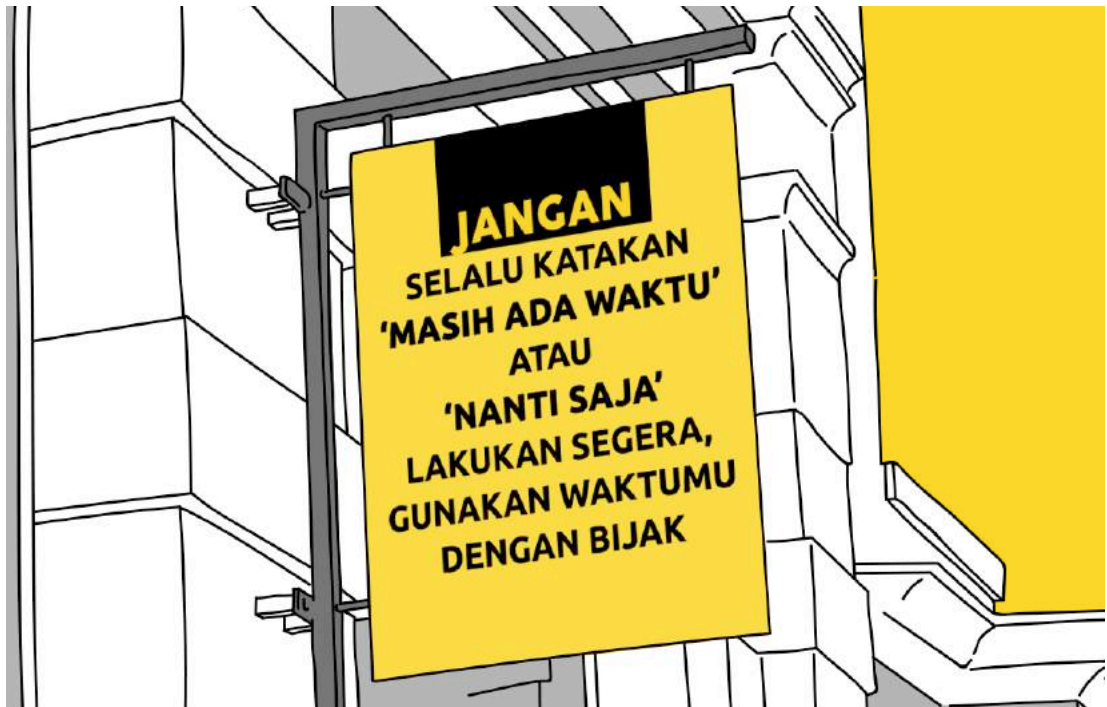 JANGAN
SELALU KATAKAN
'MASIH ADA WAKTU'
ATAU
'NANTI SAJA'
LAKUKAN SEGERA,
GUNAKAN WAKTUMU
DENGAN BIJAK